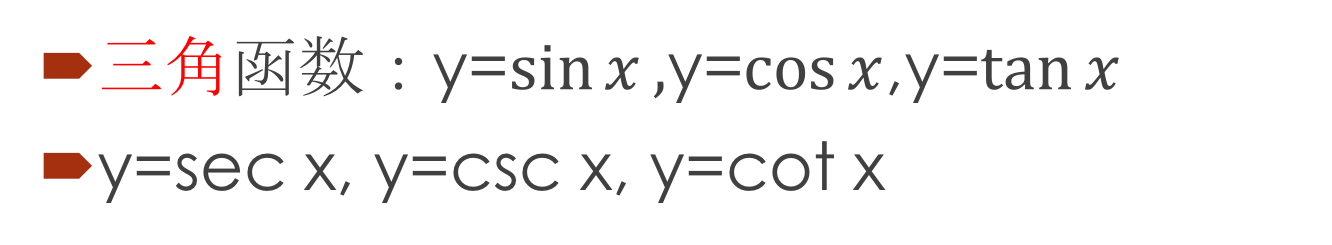 三角函数：y=sin x ,y=cos x,y=tan x
y=sec x, y=csc x, y=cot x